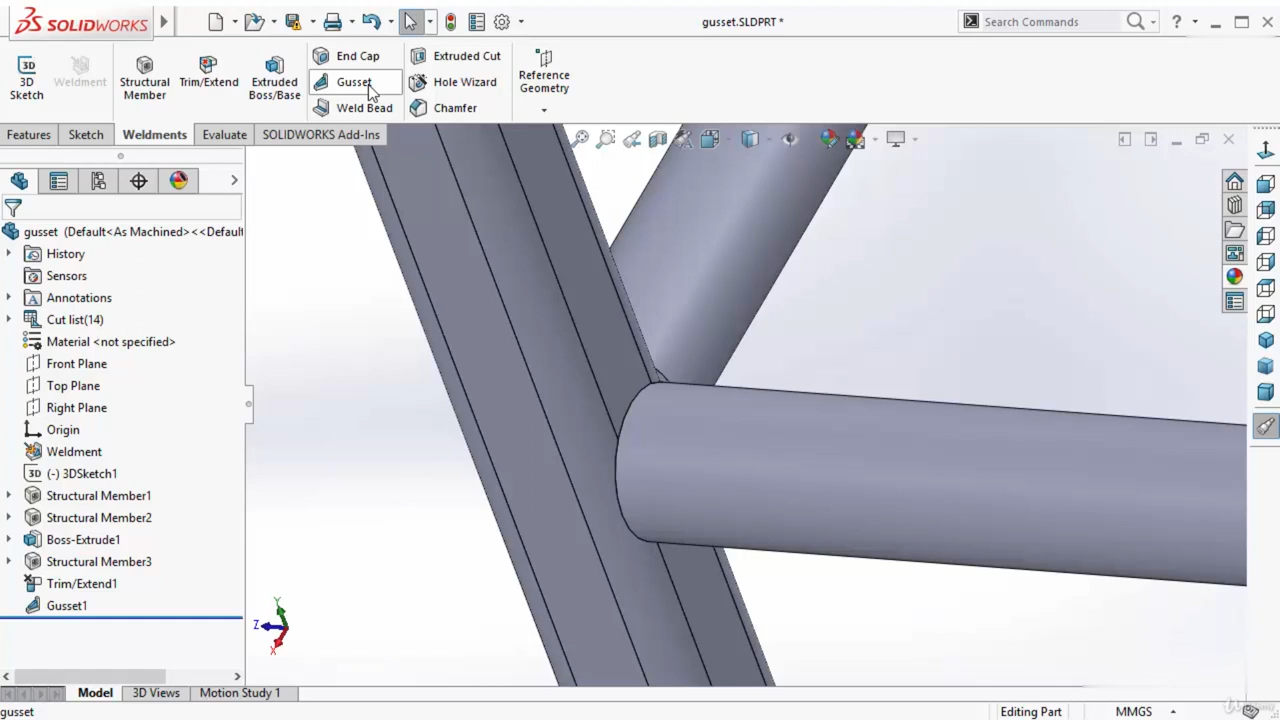 SOLIDWORKS
gusset.SLDPRT *
Search Commands
?
3D
Sketch
Weldment
Structural
Member
Trim/Extend
Extruded
Boss/Base
End Cap
Gusset
Weld Bead
Extruded Cut
Hole Wizard
Chamfer
Reference
Geometry
Features
Sketch
Weldments
Evaluate
SOLIDWORKS Add-Ins
gusset (Default<As Machined><<Default
History
Sensors
Annotations
Cut list(14)
Material <not specified>
Front Plane
Top Plane
Right Plane
Origin
Weldment
3D (-) 3DSketch1
Structural Member1
Structural Member2
Boss-Extrude1
Structural Member3
Trim/Extend1
Gusset1
Y
Z
X
Model
3D Views
Motion Study 1
gusset
Editing Part
MMGS